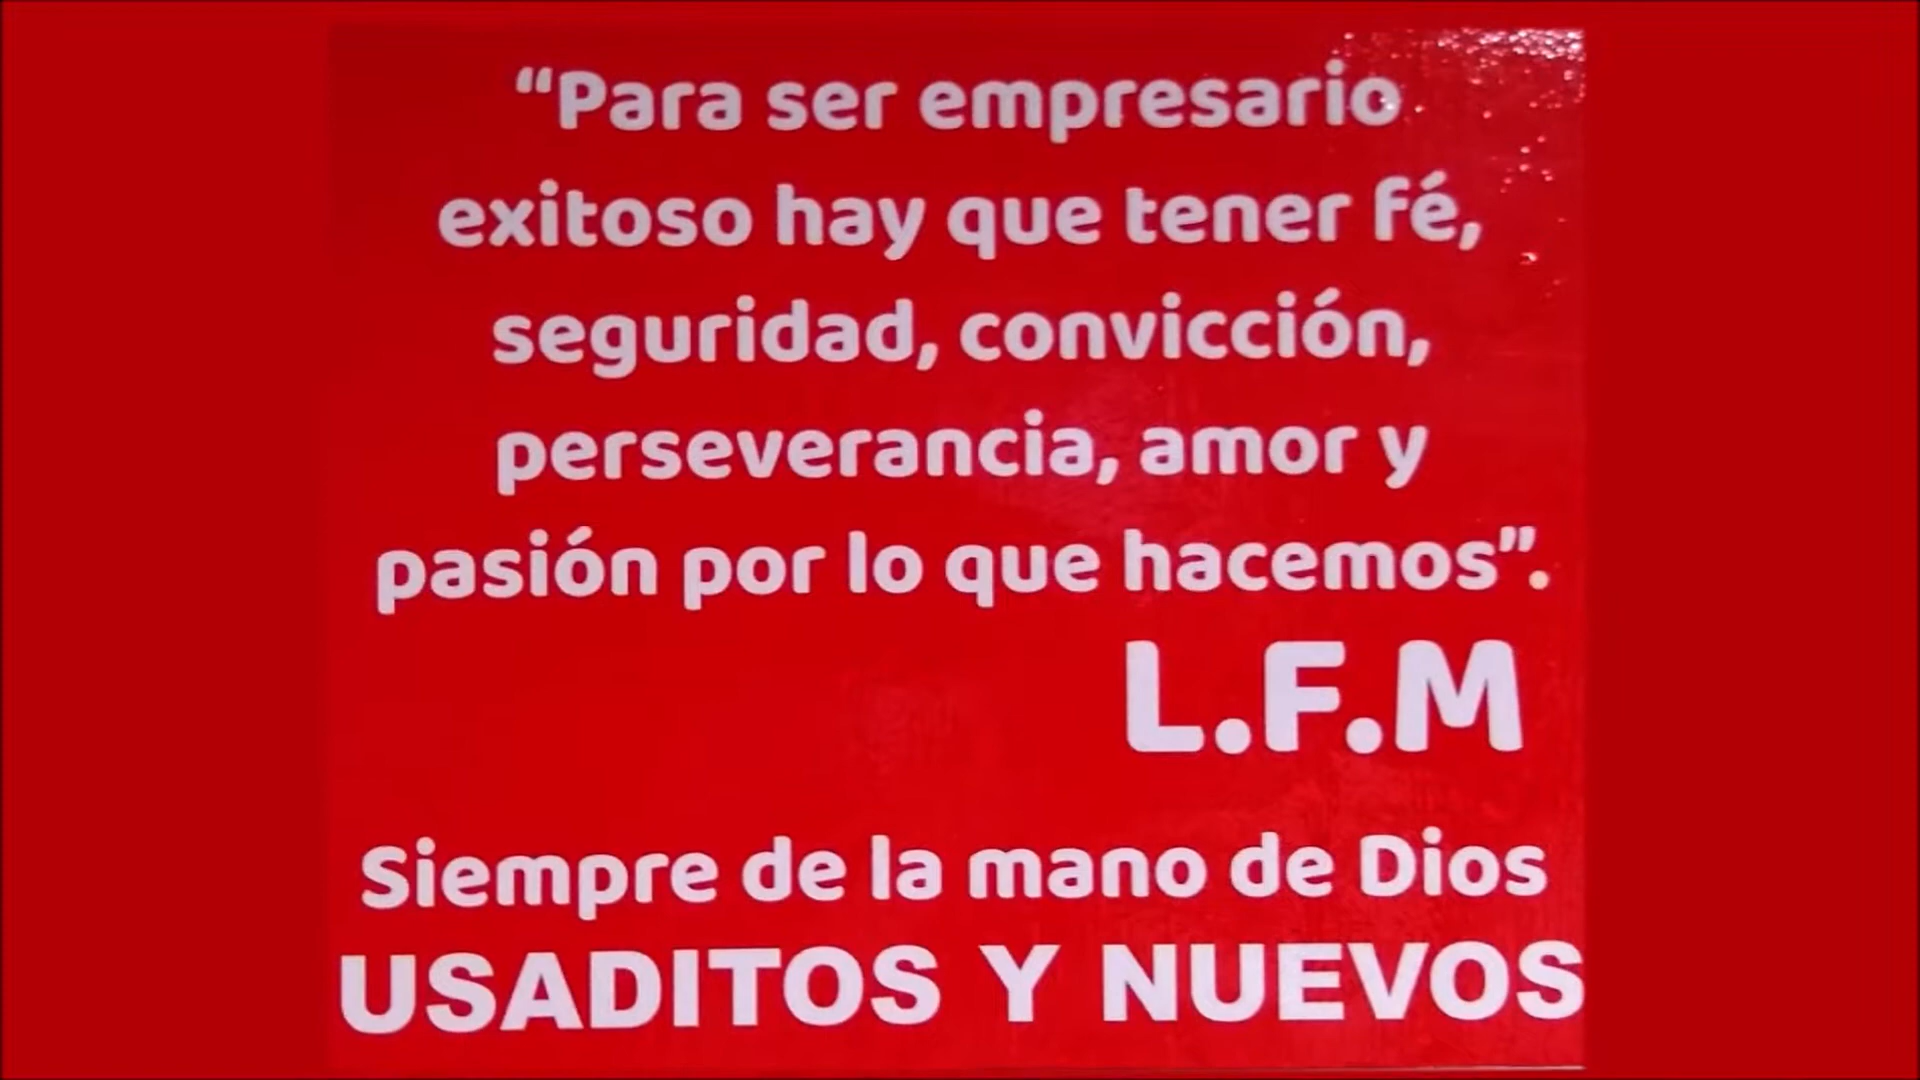 “Para ser empresario
exitoso hay que tener fé,
seguridad, convicción,
perseverancia, amor y
pasión por lo que hacemos”.
L.F.M
Siempre de la mano de Dios
USADITOS Y NUEVOS